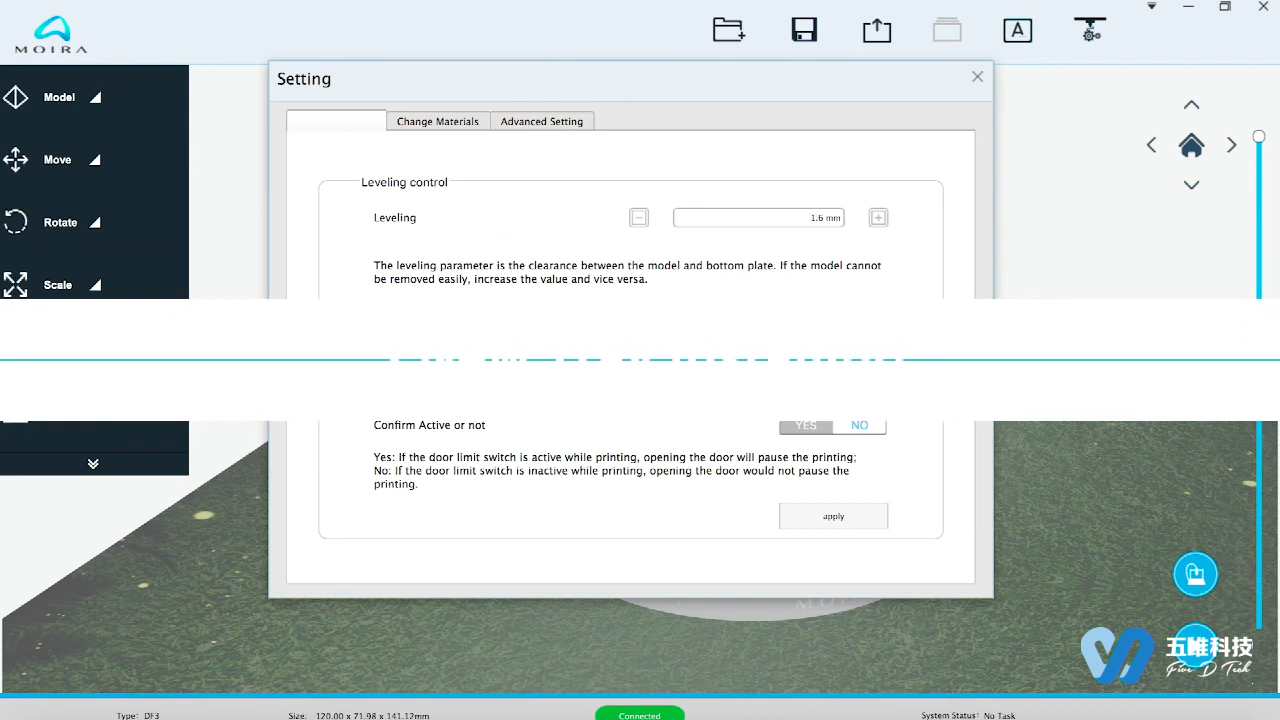 MOIRA
Setting
Model
Move
Rotate
Scale
Change Materials
Advanced Setting
Leveling control
Leveling
1.6 mm
The leveling parameter is the clearance between the model and bottom plate. If the model cannot
be removed easily, increase the value and vice versa.
Confirm Active or not
YES
NO
Yes: If the door limit switch is active while printing, opening the door will pause the printing;
No: If the door limit switch is inactive while printing, opening the door would not pause the
printing.
apply
五唯科技
Five-D Tech
Type: DF3
Size: 120.00 x 71.98 x 141.12mm
Connected
System Status: No Task